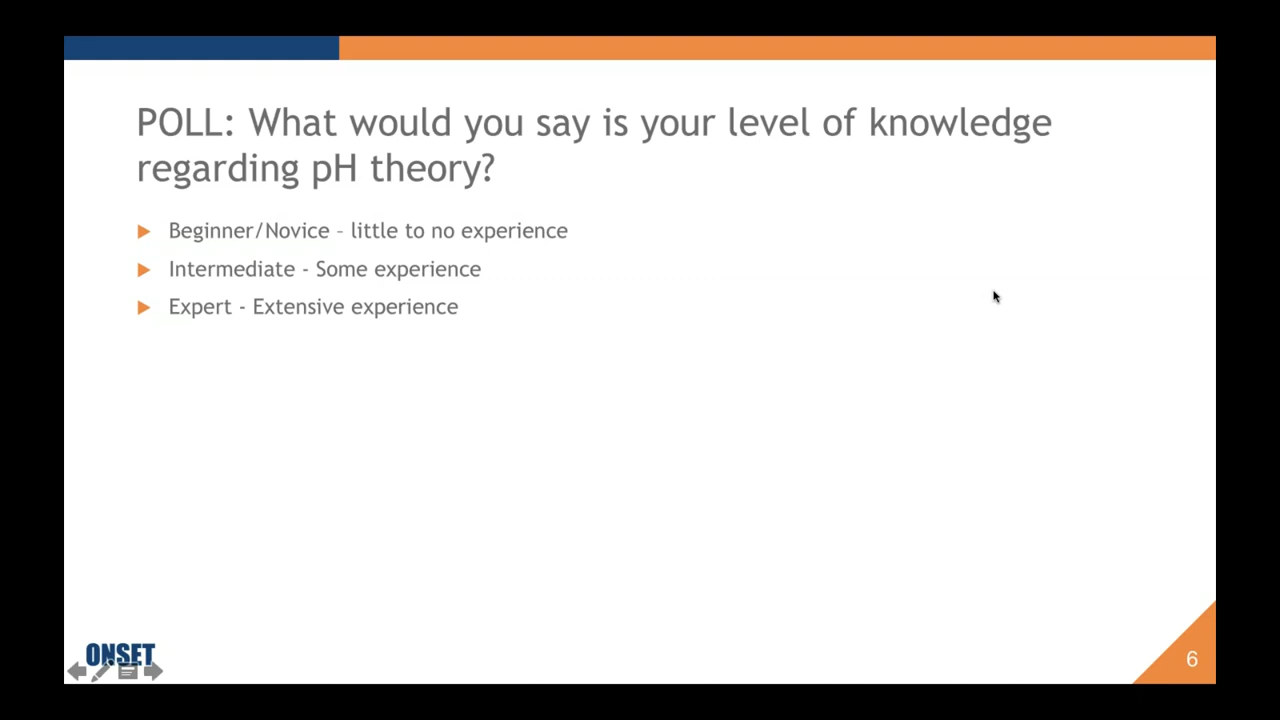 POLL: What would you say is your level of knowledge
regarding pH theory?
Beginner/Novice – little to no experience
Intermediate - Some experience
Expert - Extensive experience
ONSET
6